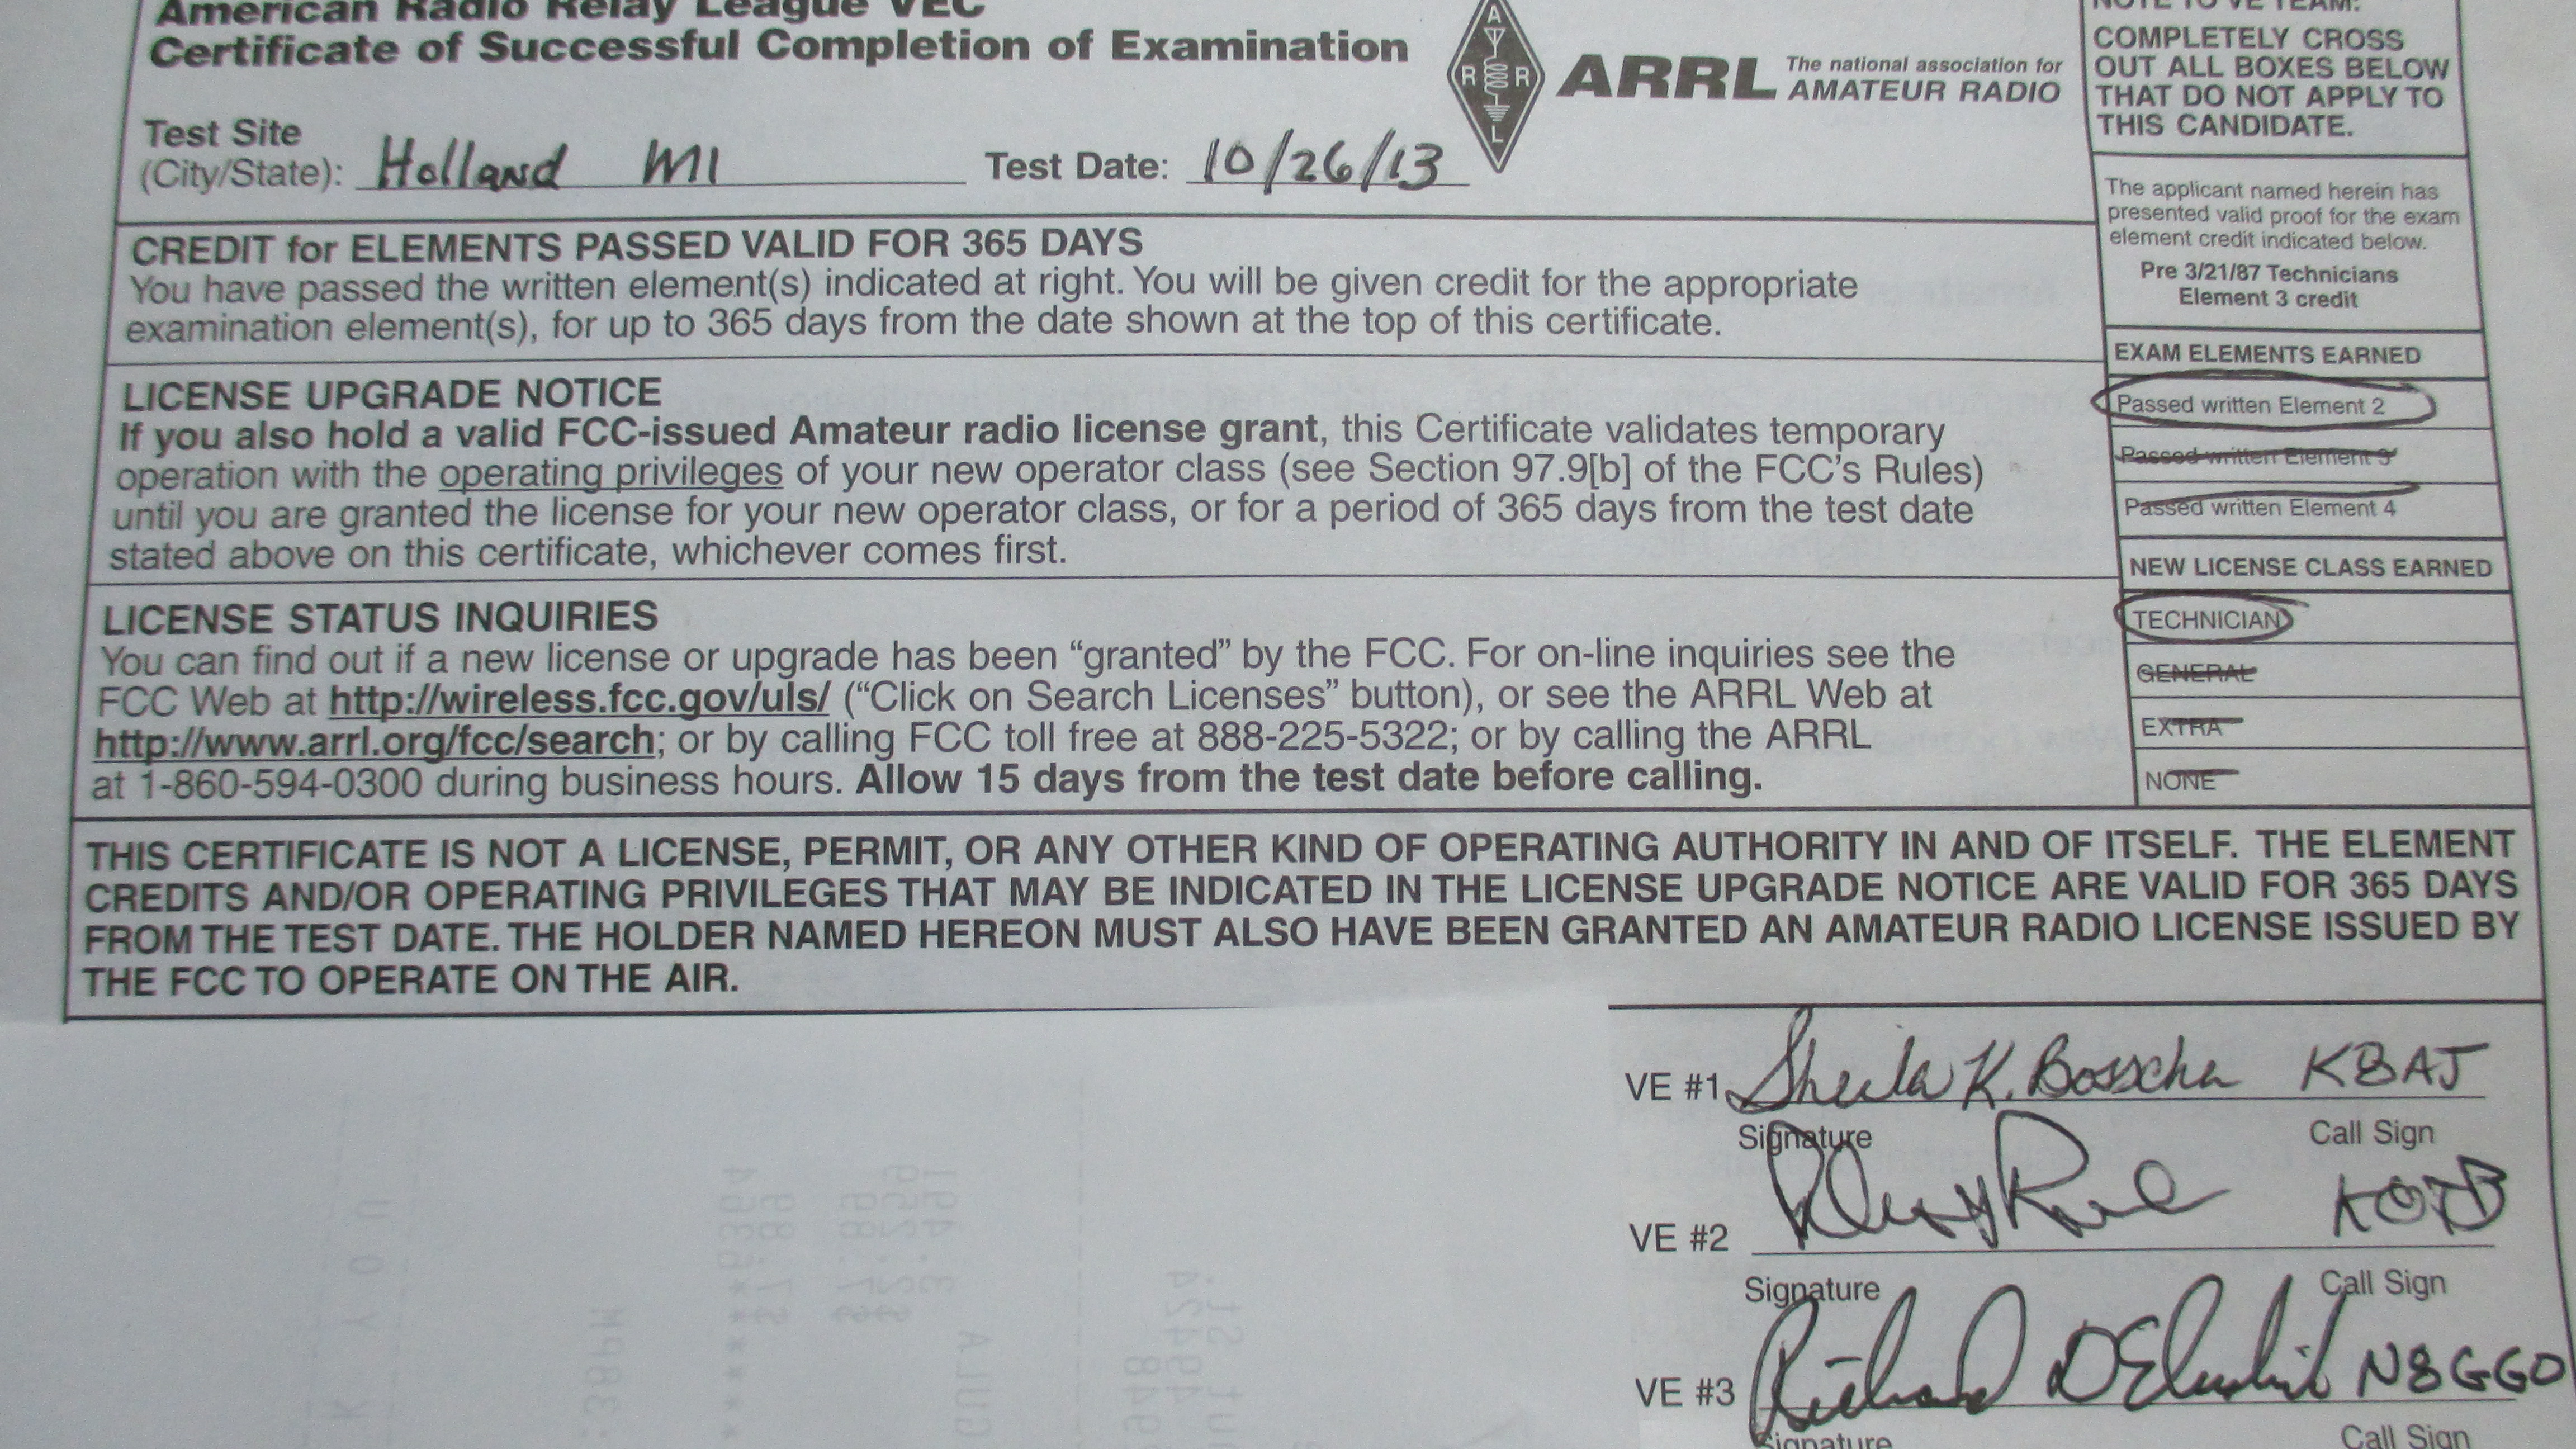 American Radio Relay League VEC
Certificate of Successful Completion of Examination
A
R R
L
ARRL The national association for
AMATEUR RADIO
Test Site
(City/State): Holland MI Test Date: 10/26/13
CREDIT for ELEMENTS PASSED VALID FOR 365 DAYS
You have passed the written element(s) indicated at right. You will be given credit for the appropriate
examination element(s), for up to 365 days from the date shown at the top of this certificate.
LICENSE UPGRADE NOTICE
If you also hold a valid FCC-issued Amateur radio license grant, this Certificate validates temporary
operation with the operating privileges of your new operator class (see Section 97.9[b] of the FCC's Rules)
until you are granted the license for your new operator class, or for a period of 365 days from the test date
stated above on this certificate, whichever comes first.
LICENSE STATUS INQUIRIES
You can find out if a new license or upgrade has been “granted” by the FCC. For on-line inquiries see the
FCC Web at http://wireless.fcc.gov/uls/ (“Click on Search Licenses” button), or see the ARRL Web at
http://www.arrl.org/fcc/search; or by calling FCC toll free at 888-225-5322; or by calling the ARRL
at 1-860-594-0300 during business hours. Allow 15 days from the test date before calling.
NOTE TO VE TEAM:
COMPLETELY CROSS
OUT ALL BOXES BELOW
THAT DO NOT APPLY TO
THIS CANDIDATE.
The applicant named herein has
presented valid proof for the exam
element credit indicated below.
Pre 3/21/87 Technicians
Element 3 credit
EXAM ELEMENTS EARNED
Passed written Element 2
Passed written Element 3
Passed written Element 4
NEW LICENSE CLASS EARNED
TECHNICIAN
GENERAL
EXTRA
NONE
THIS CERTIFICATE IS NOT A LICENSE, PERMIT, OR ANY OTHER KIND OF OPERATING AUTHORITY IN AND OF ITSELF. THE ELEMENT
CREDITS AND/OR OPERATING PRIVILEGES THAT MAY BE INDICATED IN THE LICENSE UPGRADE NOTICE ARE VALID FOR 365 DAYS
FROM THE TEST DATE. THE HOLDER NAMED HEREON MUST ALSO HAVE BEEN GRANTED AN AMATEUR RADIO LICENSE ISSUED BY
THE FCC TO OPERATE ON THE AIR.
VE #1 Sheila K. Bosscher K8AJ
Signature Call Sign
VE #2
Signature Call Sign
VE #3 Richard N8GGO
Signature Call Sign